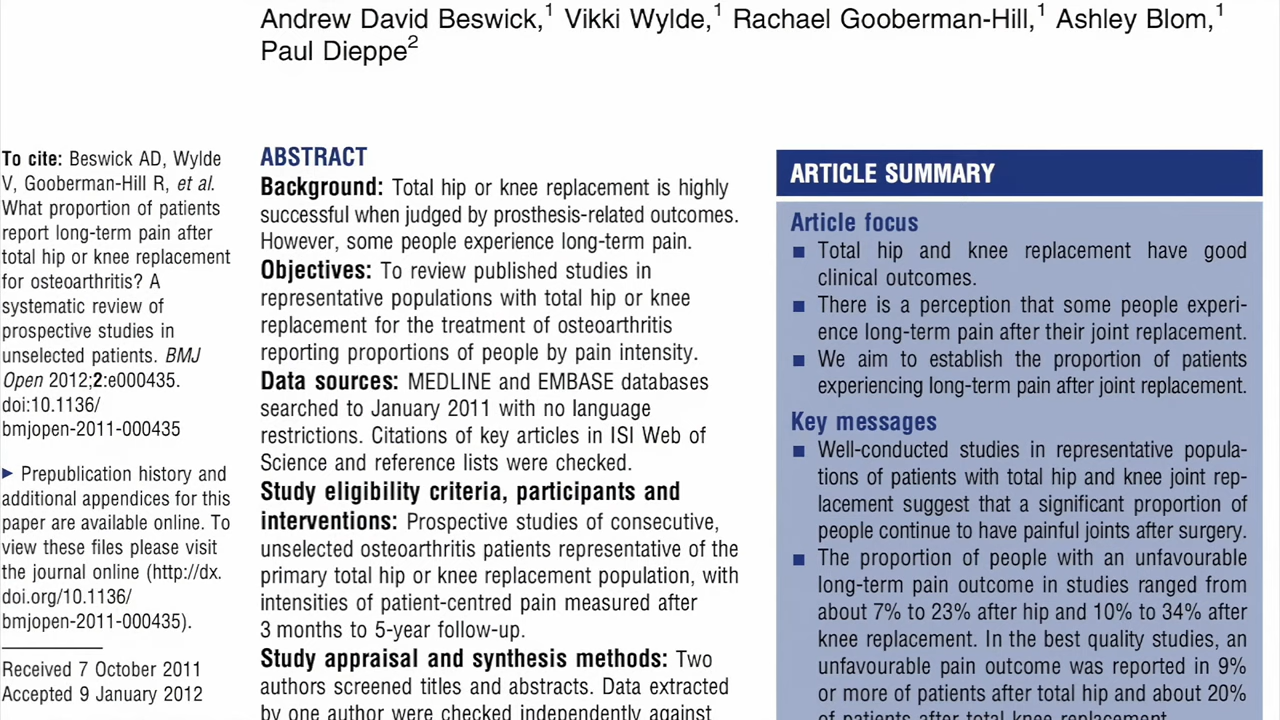 Andrew David Beswick,1 Vikki Wylde,1 Rachael Gooberman-Hill,1 Ashley Blom,1
Paul Dieppe2
To cite: Beswick AD, Wylde
V, Gooberman-Hill R, et al.
What proportion of patients
report long-term pain after
total hip or knee replacement
for osteoarthritis? A
systematic review of
prospective studies in
unselected patients. BMJ
Open 2012;2:e000435.
doi:10.1136/
bmjopen-2011-000435
► Prepublication history and
additional appendices for this
paper are available online. To
view these files please visit
the journal online (http://dx.
doi.org/10.1136/
bmjopen-2011-000435).
Received 7 October 2011
Accepted 9 January 2012
ABSTRACT
Background: Total hip or knee replacement is highly
successful when judged by prosthesis-related outcomes.
However, some people experience long-term pain.
Objectives: To review published studies in
representative populations with total hip or knee
replacement for the treatment of osteoarthritis
reporting proportions of people by pain intensity.
Data sources: MEDLINE and EMBASE databases
searched to January 2011 with no language
restrictions. Citations of key articles in ISI Web of
Science and reference lists were checked.
Study eligibility criteria, participants and
interventions: Prospective studies of consecutive,
unselected osteoarthritis patients representative of the
primary total hip or knee replacement population, with
intensities of patient-centred pain measured after
3 months to 5-year follow-up.
Study appraisal and synthesis methods: Two
authors screened titles and abstracts. Data extracted
by one author were checked independently against
ARTICLE SUMMARY
Article focus
■ Total hip and knee replacement have good
clinical outcomes.
■ There is a perception that some people experi-
ence long-term pain after their joint replacement.
■ We aim to establish the proportion of patients
experiencing long-term pain after joint replacement.
Key messages
■ Well-conducted studies in representative popula-
tions of patients with total hip and knee joint rep-
lacement suggest that a significant proportion of
people continue to have painful joints after surgery.
■ The proportion of people with an unfavourable
long-term pain outcome in studies ranged from
about 7% to 23% after hip and 10% to 34% after
knee replacement. In the best quality studies, an
unfavourable pain outcome was reported in 9%
or more of patients after total hip and about 20%
of patients after total knee replacement.